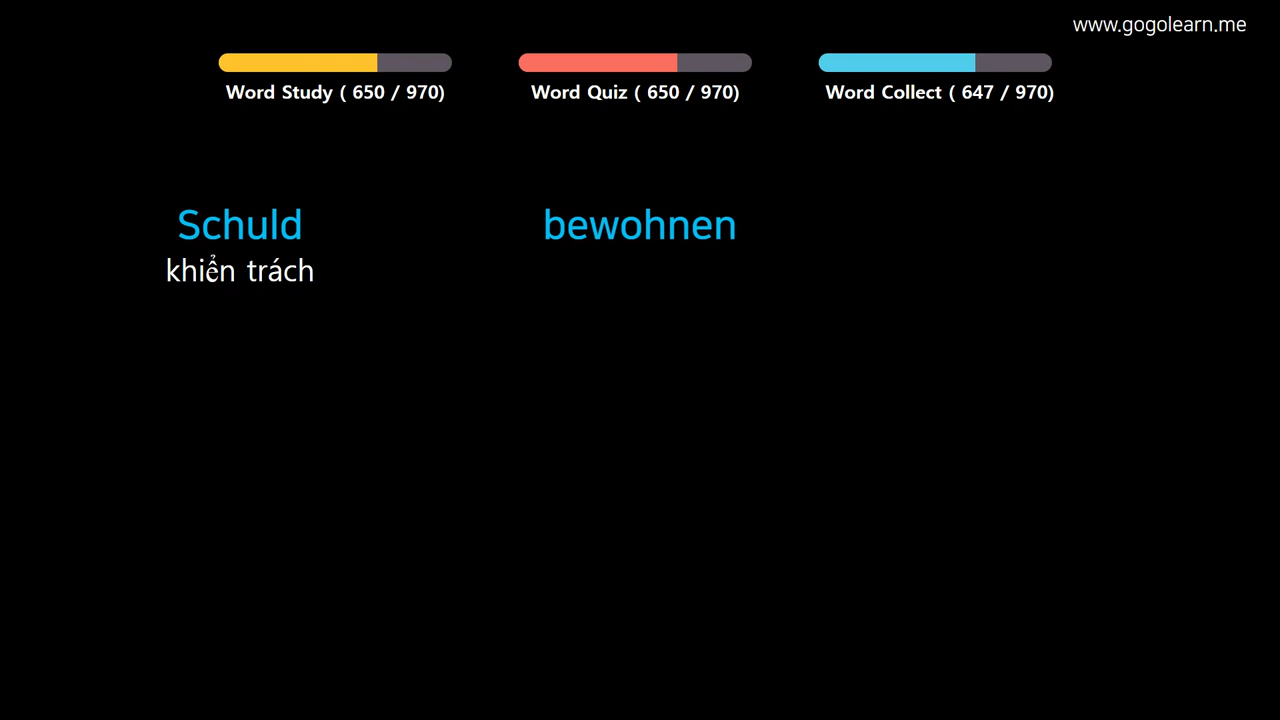 www.gogolearn.me
Word Study ( 650 / 970)
Word Quiz ( 650 / 970)
Word Collect ( 647 / 970)
Schuld
khiển trách
bewohnen